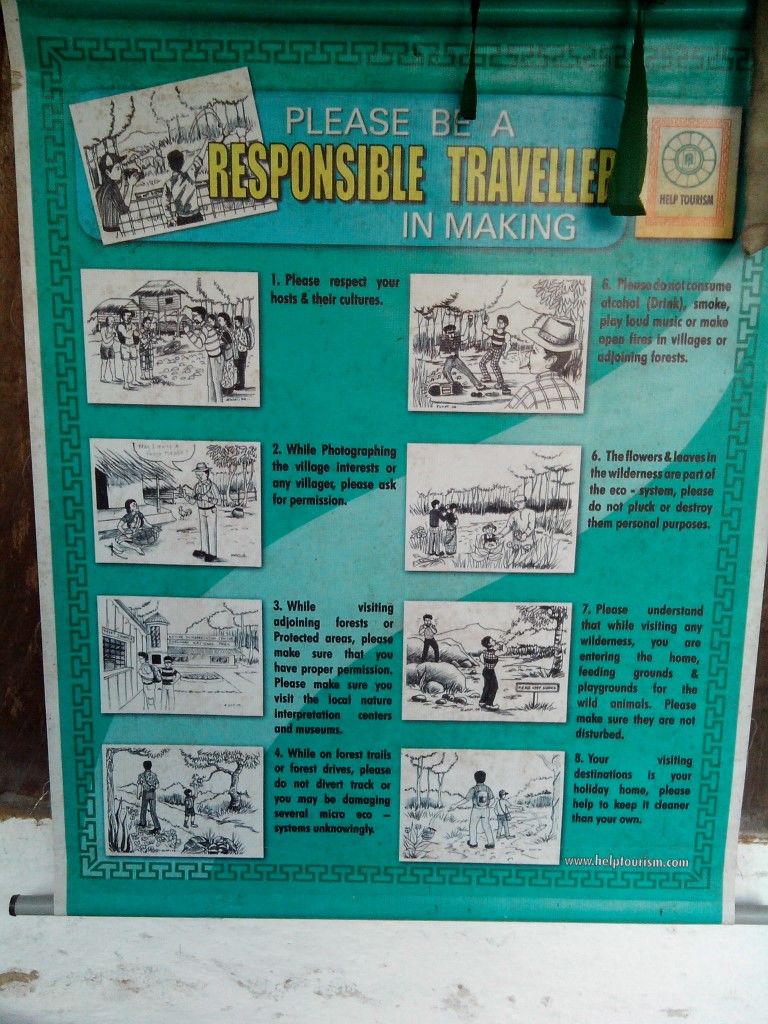 PLEASE BE A
RESPONSIBLE TRAVELLER
IN MAKING
HELP TOURISM
1. Please respect your
hosts & their cultures.
2. While Photographing
the village interests or
any villager, please ask
for permission.
3. While visiting
adjoining forests or
Protected areas, please
make sure that you
have proper permission.
Please make sure you
visit the local nature
interpretation centers
and museums.
4. While on forest trails
or forest drives, please
do not divert track or
you may be damaging
several micro eco –
systems unknowingly.
5. Please do not consume
alcohol (Drink), smoke,
play loud music or make
open fires in villages or
adjoining forests.
6. The flowers & leaves in
the wilderness are part of
the eco - system, please
do not pluck or destroy
them personal purposes.
7. Please understand
that while visiting any
wilderness, you are
entering the home,
feeding grounds &
playgrounds for the
wild animals. Please
make sure they are not
disturbed.
8. Your visiting
destinations is your
holiday home, please
help to keep it cleaner
than your own.
www.helptourism.com